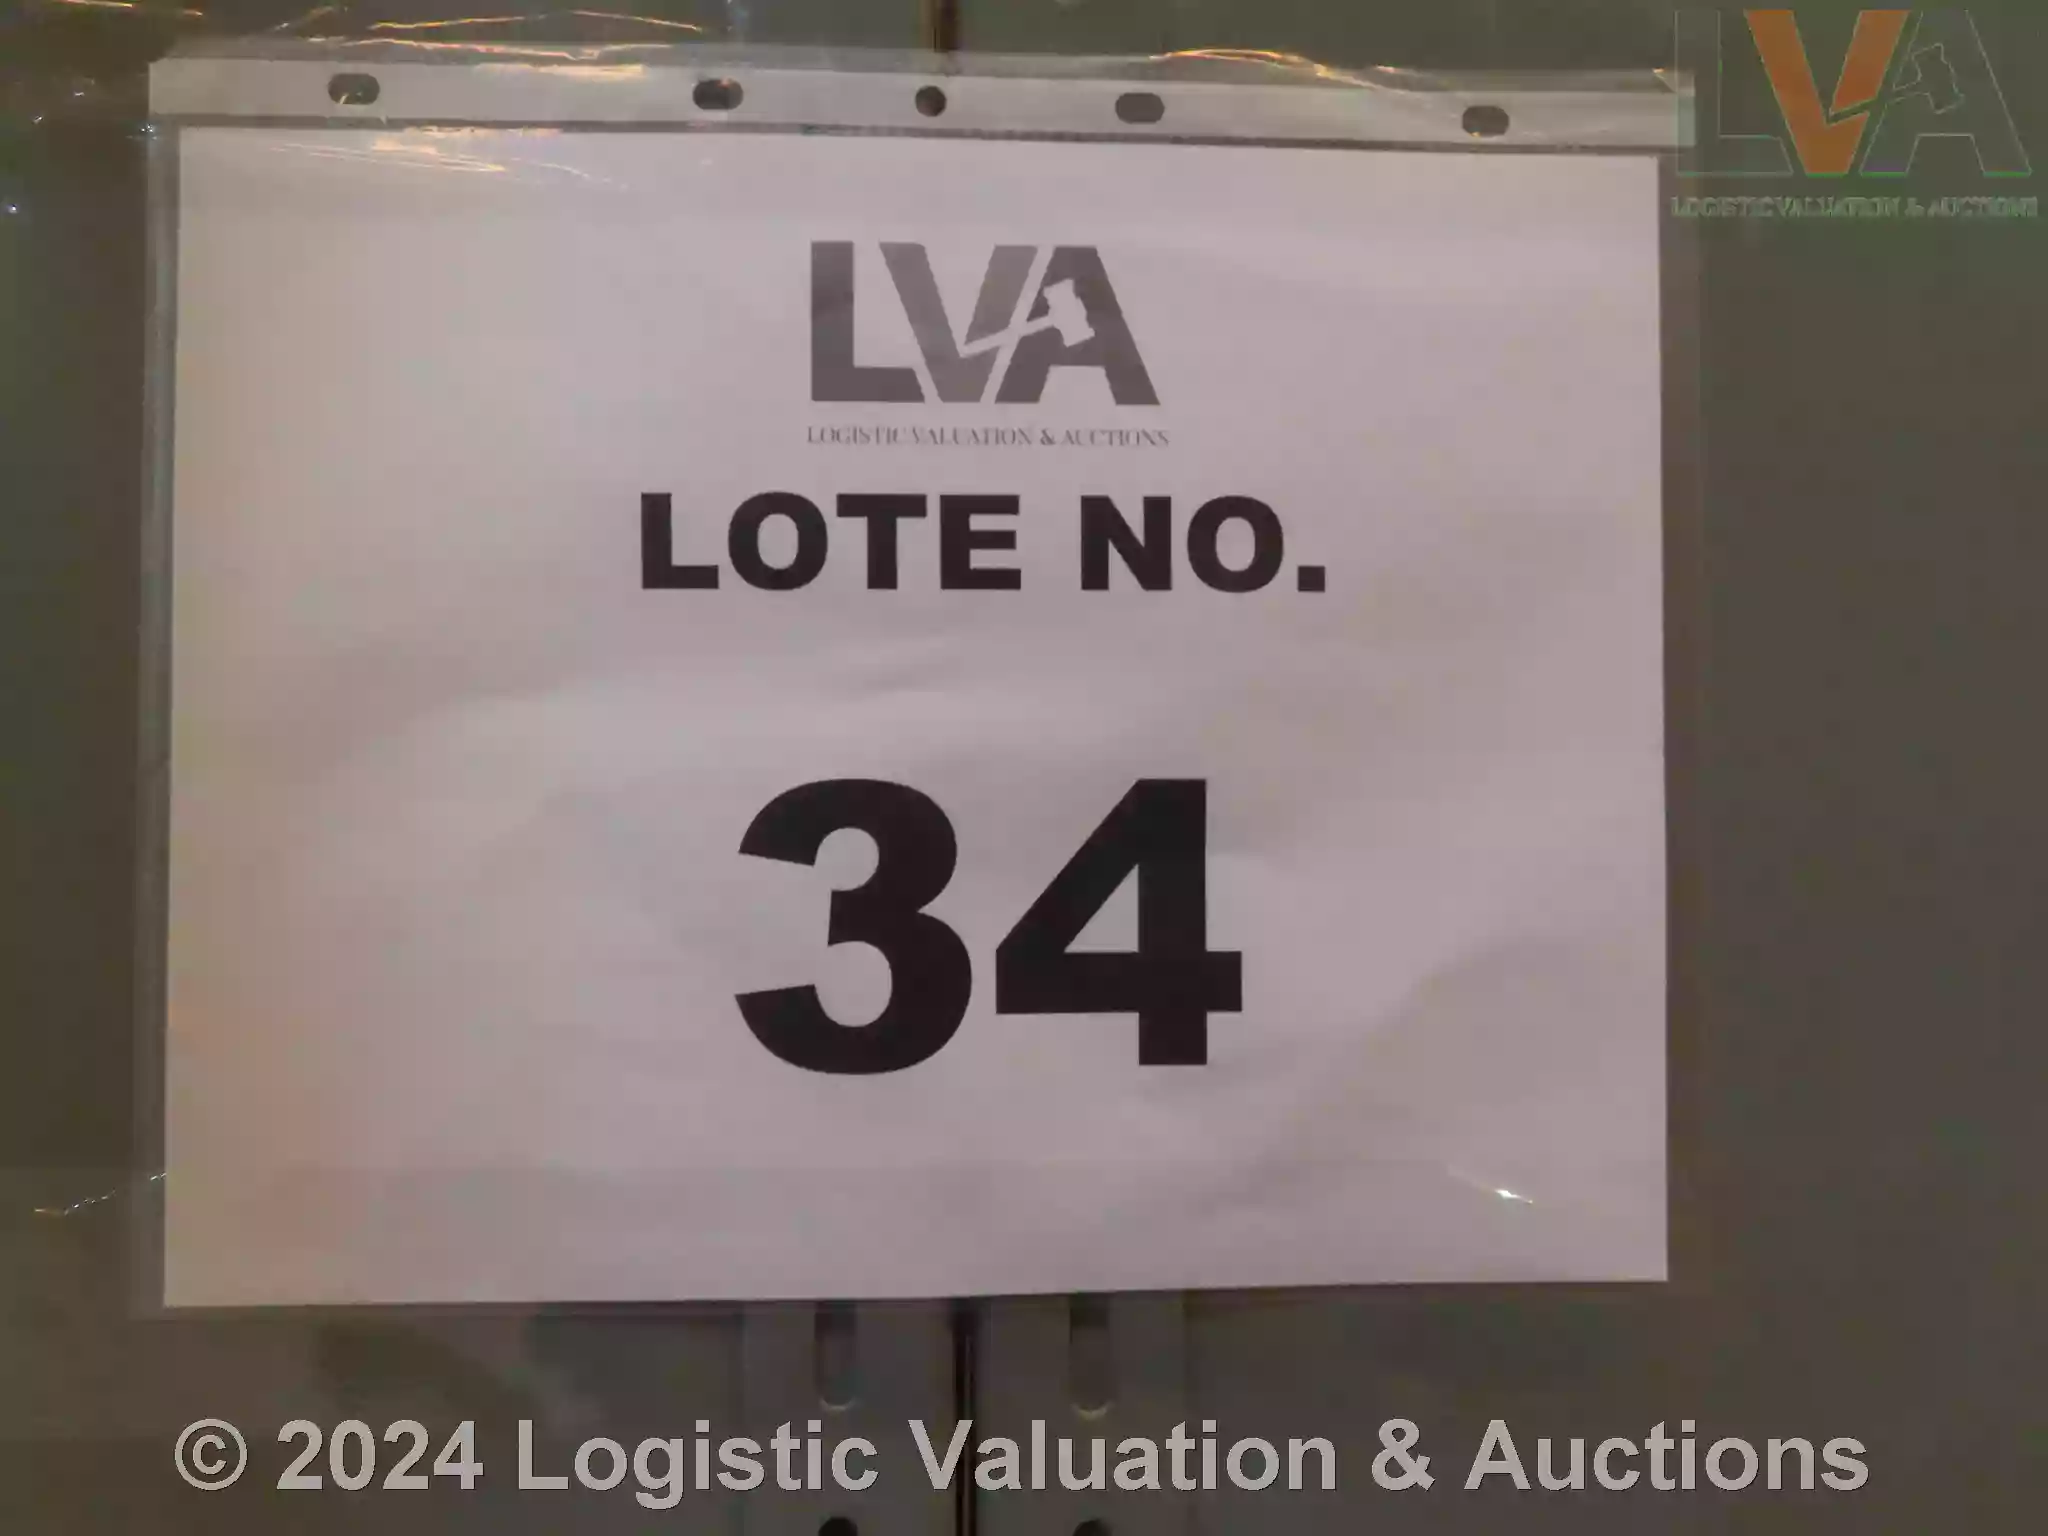 LVA
LOGISTIC VALUATION & AUCTIONS
LVA
LOGISTIC VALUATION & AUCTIONS
LOTE NO.
34
© 2024 Logistic Valuation & Auctions